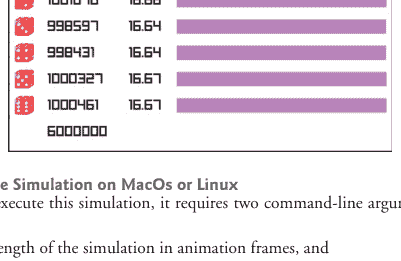 998597 16.64
998431 16.64
1000327 16.67
1000461 16.67
6000000
e Simulation on MacOs or Linux
execute this simulation, it requires two command-line argu
ength of the simulation in animation frames, and